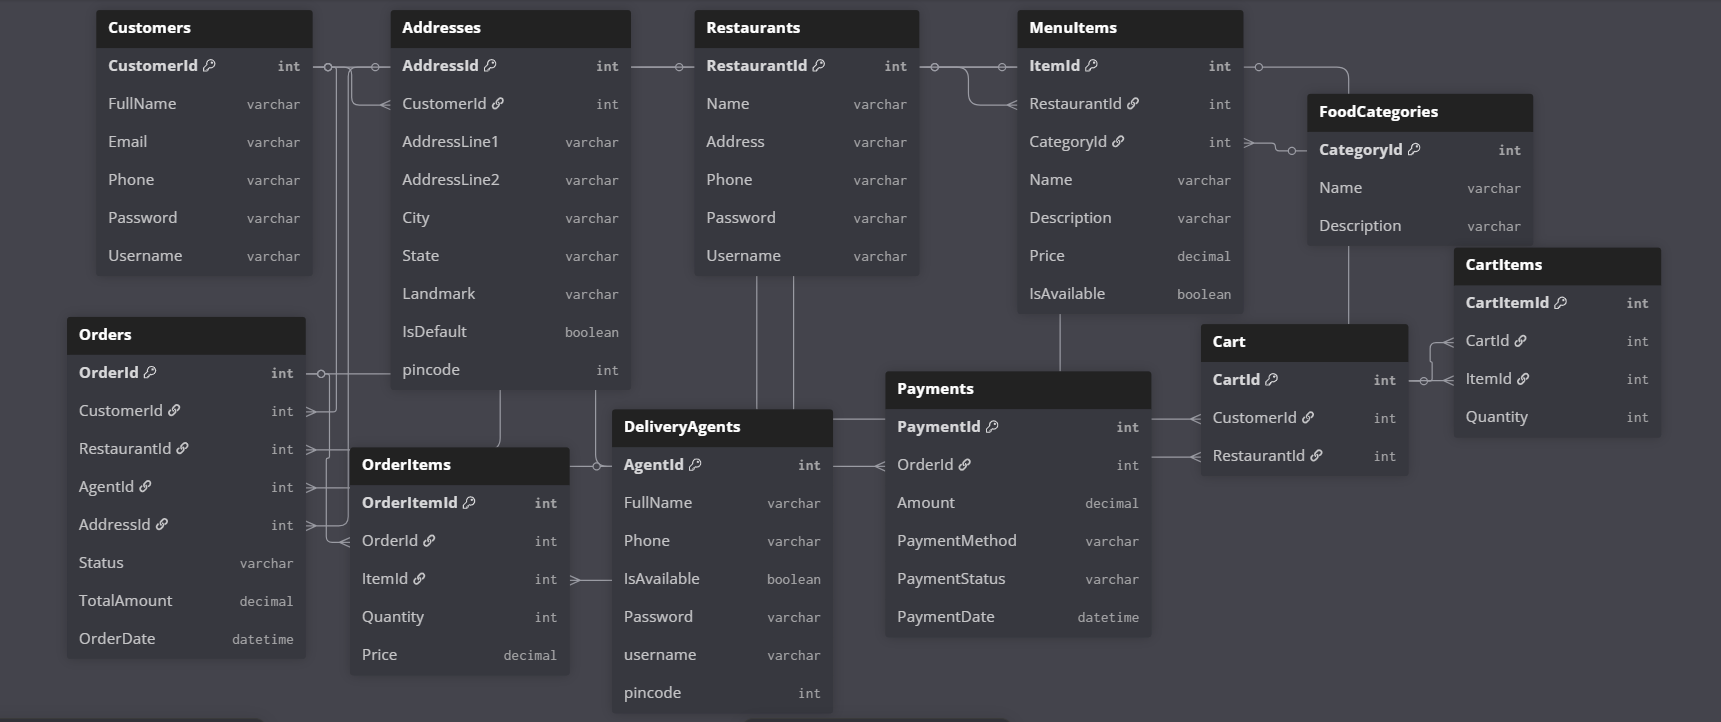 Customers
CustomerId int
FullName varchar
Email varchar
Phone varchar
Password varchar
Username varchar
Addresses
AddressId int
CustomerId int
AddressLine1 varchar
AddressLine2 varchar
City varchar
State varchar
Landmark varchar
IsDefault boolean
pincode int
Restaurants
RestaurantId int
Name varchar
Address varchar
Phone varchar
Password varchar
Username varchar
MenuItems
ItemId int
RestaurantId int
CategoryId int
Name varchar
Description varchar
Price decimal
IsAvailable boolean
FoodCategories
CategoryId int
Name varchar
Description varchar
CartItems
CartItemId int
CartId int
ItemId int
Quantity int
Orders
OrderId int
CustomerId int
RestaurantId int
AgentId int
AddressId int
Status varchar
TotalAmount decimal
OrderDate datetime
OrderItems
OrderItemId int
OrderId int
ItemId int
Quantity int
Price decimal
DeliveryAgents
AgentId int
FullName varchar
Phone varchar
IsAvailable boolean
Password varchar
username varchar
pincode int
Payments
PaymentId int
OrderId int
Amount decimal
PaymentMethod varchar
PaymentStatus varchar
PaymentDate datetime
Cart
CartId int
CustomerId int
RestaurantId int